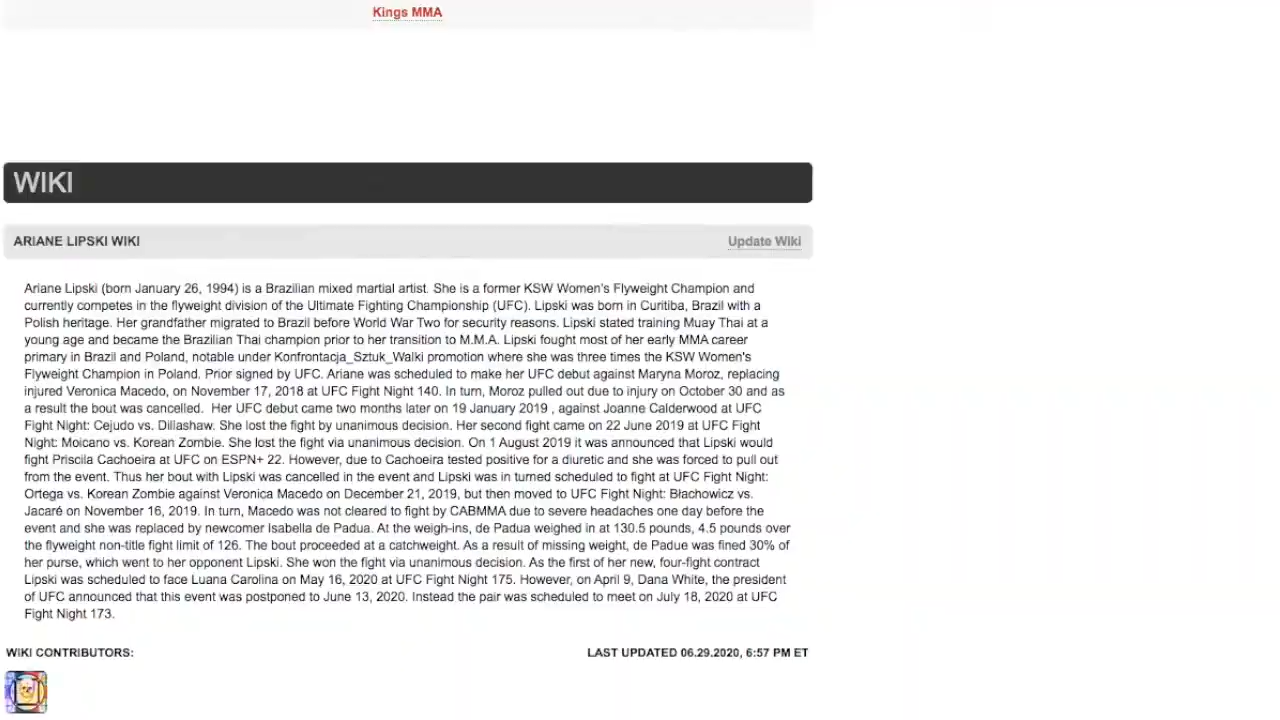 Kings MMA
WIKI
ARIANE LIPSKI WIKI
Update Wiki
Ariane Lipski (born January 26, 1994) is a Brazilian mixed martial artist. She is a former KSW Women's Flyweight Champion and
currently competes in the flyweight division of the Ultimate Fighting Championship (UFC). Lipski was born in Curitiba, Brazil with a
Polish heritage. Her grandfather migrated to Brazil before World War Two for security reasons. Lipski stated training Muay Thai at a
young age and became the Brazilian Thai champion prior to her transition to M.M.A. Lipski fought most of her early MMA career
primary in Brazil and Poland, notable under Konfrontacja_Sztuk_Walki promotion where she was three times the KSW Women's
Flyweight Champion in Poland. Prior signed by UFC. Ariane was scheduled to make her UFC debut against Maryna Moroz, replacing
injured Veronica Macedo, on November 17, 2018 at UFC Fight Night 140. In turn, Moroz pulled out due to injury on October 30 and as
a result the bout was cancelled.  Her UFC debut came two months later on 19 January 2019 , against Joanne Calderwood at UFC
Fight Night: Cejudo vs. Dillashaw. She lost the fight by unanimous decision. Her second fight came on 22 June 2019 at UFC Fight
Night: Moicano vs. Korean Zombie. She lost the fight via unanimous decision. On 1 August 2019 it was announced that Lipski would
fight Priscila Cachoeira at UFC on ESPN+ 22. However, due to Cachoeira tested positive for a diuretic and she was forced to pull out
from the event. Thus her bout with Lipski was cancelled in the event and Lipski was in turned scheduled to fight at UFC Fight Night:
Ortega vs. Korean Zombie against Veronica Macedo on December 21, 2019, but then moved to UFC Fight Night: Błachowicz vs.
Jacaré on November 16, 2019. In turn, Macedo was not cleared to fight by CABMMA due to severe headaches one day before the
event and she was replaced by newcomer Isabella de Padua. At the weigh-ins, de Padua weighed in at 130.5 pounds, 4.5 pounds over
the flyweight non-title fight limit of 126. The bout proceeded at a catchweight. As a result of missing weight, de Padue was fined 30% of
her purse, which went to her opponent Lipski. She won the fight via unanimous decision. As the first of her new, four-fight contract
Lipski was scheduled to face Luana Carolina on May 16, 2020 at UFC Fight Night 175. However, on April 9, Dana White, the president
of UFC announced that this event was postponed to June 13, 2020. Instead the pair was scheduled to meet on July 18, 2020 at UFC
Fight Night 173.
WIKI CONTRIBUTORS:
LAST UPDATED 06.29.2020, 6:57 PM ET